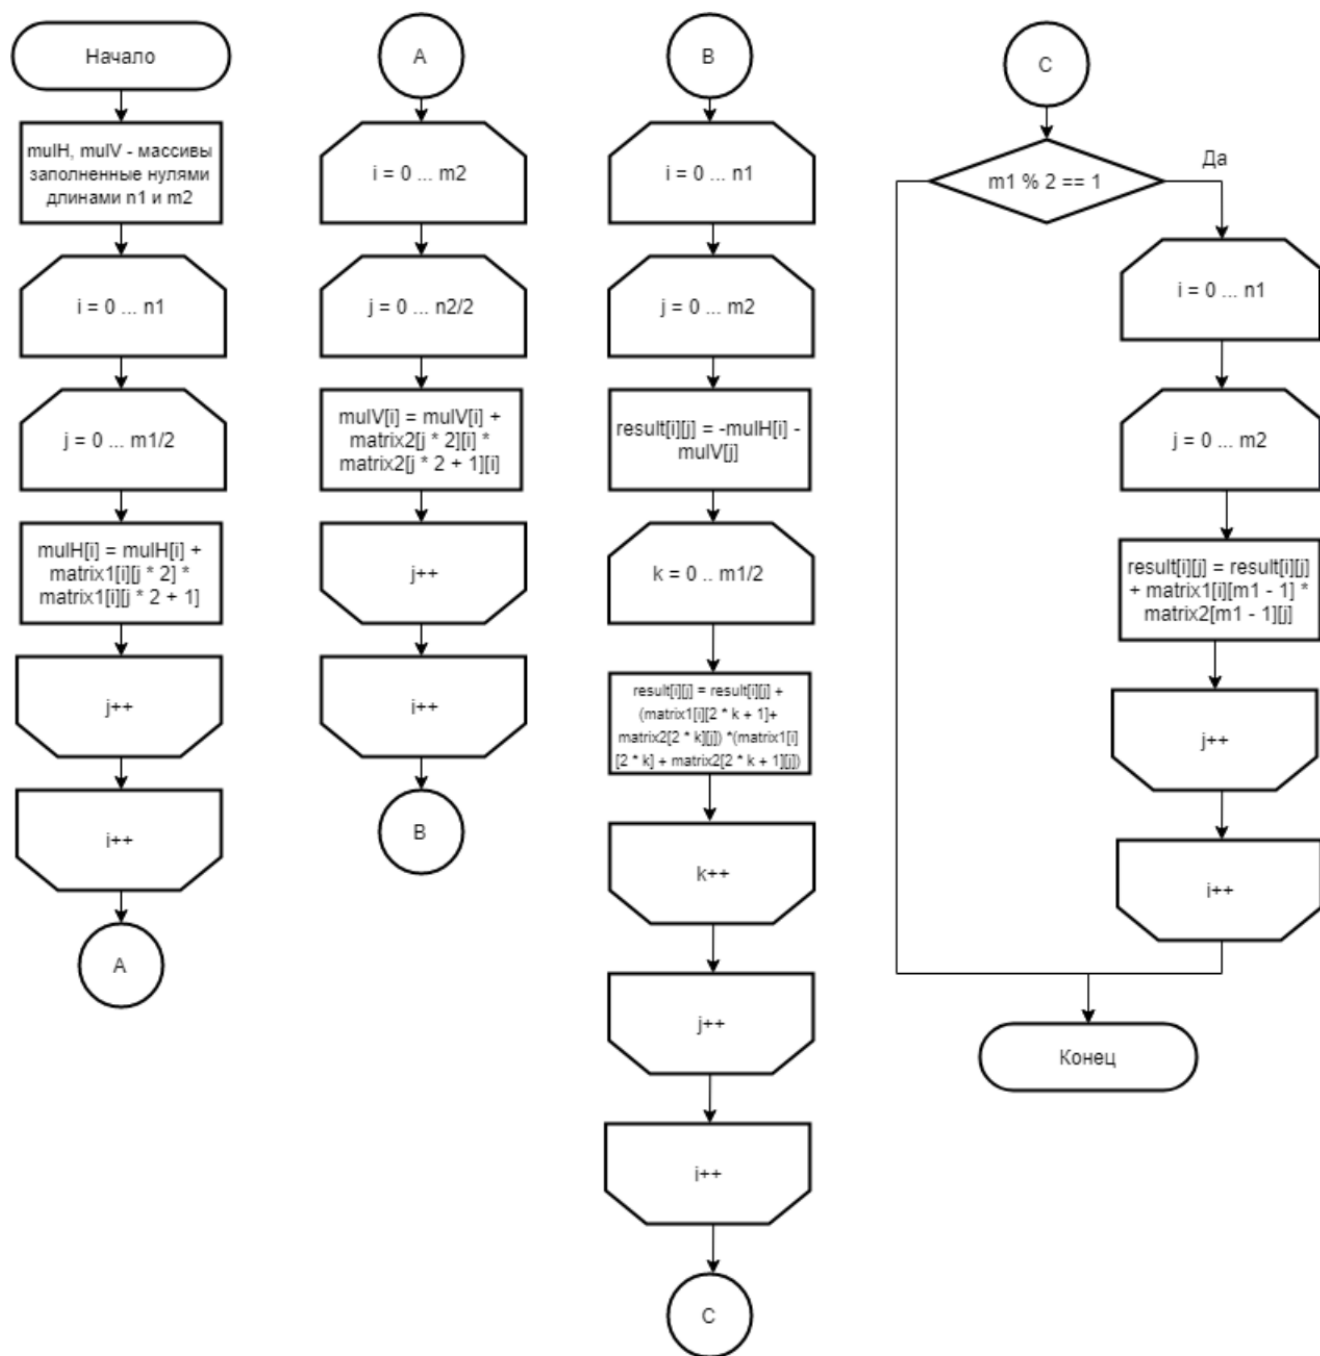 Начало
mulH, mulV - массивы
заполненные нулями
длинами n1 и m2
i = 0 ... n1
j = 0 ... m1/2
mulH[i] = mulH[i] +
matrix1[i][j * 2] *
matrix1[i][j * 2 + 1]
j++
i++
A
A
i = 0 ... m2
j = 0 ... n2/2
mulV[i] = mulV[i] +
matrix2[j * 2][i] *
matrix2[j * 2 + 1][i]
j++
i++
B
B
i = 0 ... n1
j = 0 ... m2
result[i][j] = -mulH[i] -
mulV[j]
k = 0 .. m1/2
result[i][j] = result[i][j] +
(matrix1[i][2 * k + 1]+
matrix2[2 * k][j]) *(matrix1[i]
[2 * k] + matrix2[2 * k + 1][j])
k++
j++
i++
C
C
m1 % 2 == 1
Да
i = 0 ... n1
j = 0 ... m2
result[i][j] = result[i][j]
+ matrix1[i][m1 - 1] *
matrix2[m1 - 1][j]
j++
i++
Конец